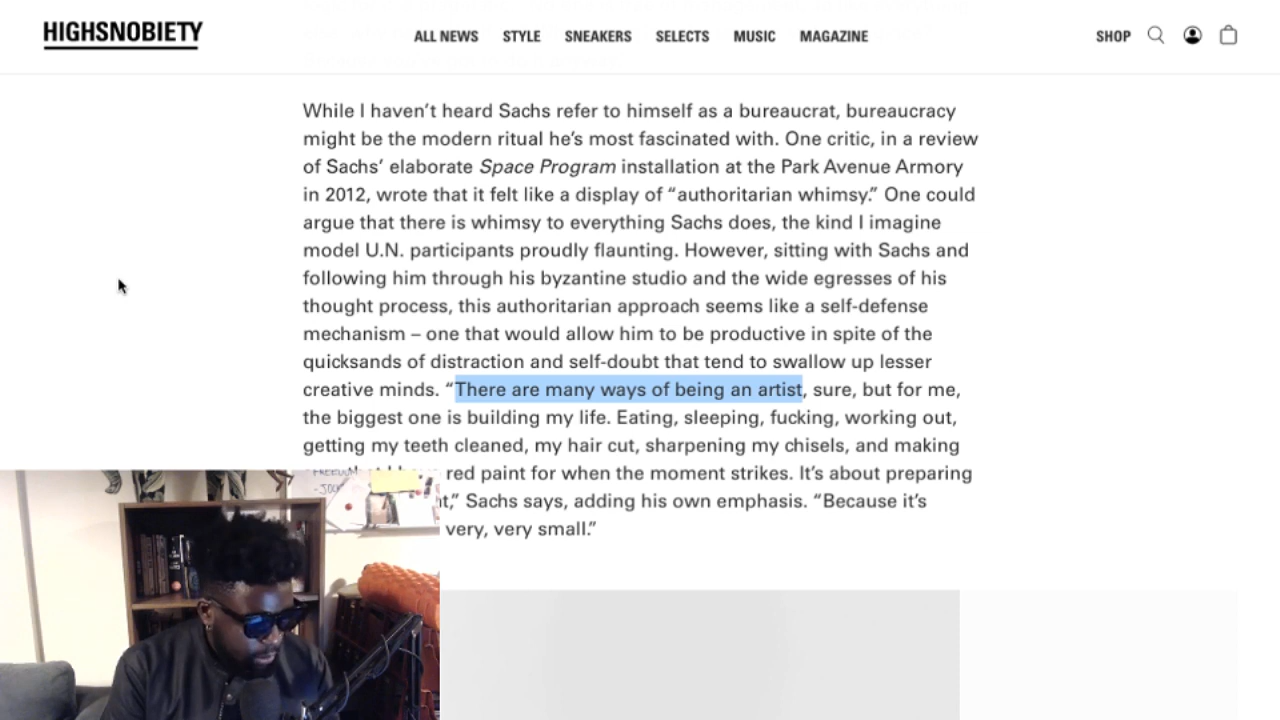 HIGHSNOBIETY
ALL NEWS STYLE SNEAKERS SELECTS MUSIC MAGAZINE
SHOP
While I haven’t heard Sachs refer to himself as a bureaucrat, bureaucracy
might be the modern ritual he’s most fascinated with. One critic, in a review
of Sachs’ elaborate Space Program installation at the Park Avenue Armory
in 2012, wrote that it felt like a display of “authoritarian whimsy.” One could
argue that there is whimsy to everything Sachs does, the kind I imagine
model U.N. participants proudly flaunting. However, sitting with Sachs and
following him through his byzantine studio and the wide egresses of his
thought process, this authoritarian approach seems like a self-defense
mechanism – one that would allow him to be productive in spite of the
quicksands of distraction and self-doubt that tend to swallow up lesser
creative minds. “There are many ways of being an artist, sure, but for me,
the biggest one is building my life. Eating, sleeping, fucking, working out,
getting my teeth cleaned, my hair cut, sharpening my chisels, and making
red paint for when the moment strikes. It’s about preparing
Sachs says, adding his own emphasis. “Because it’s
very, very small.”